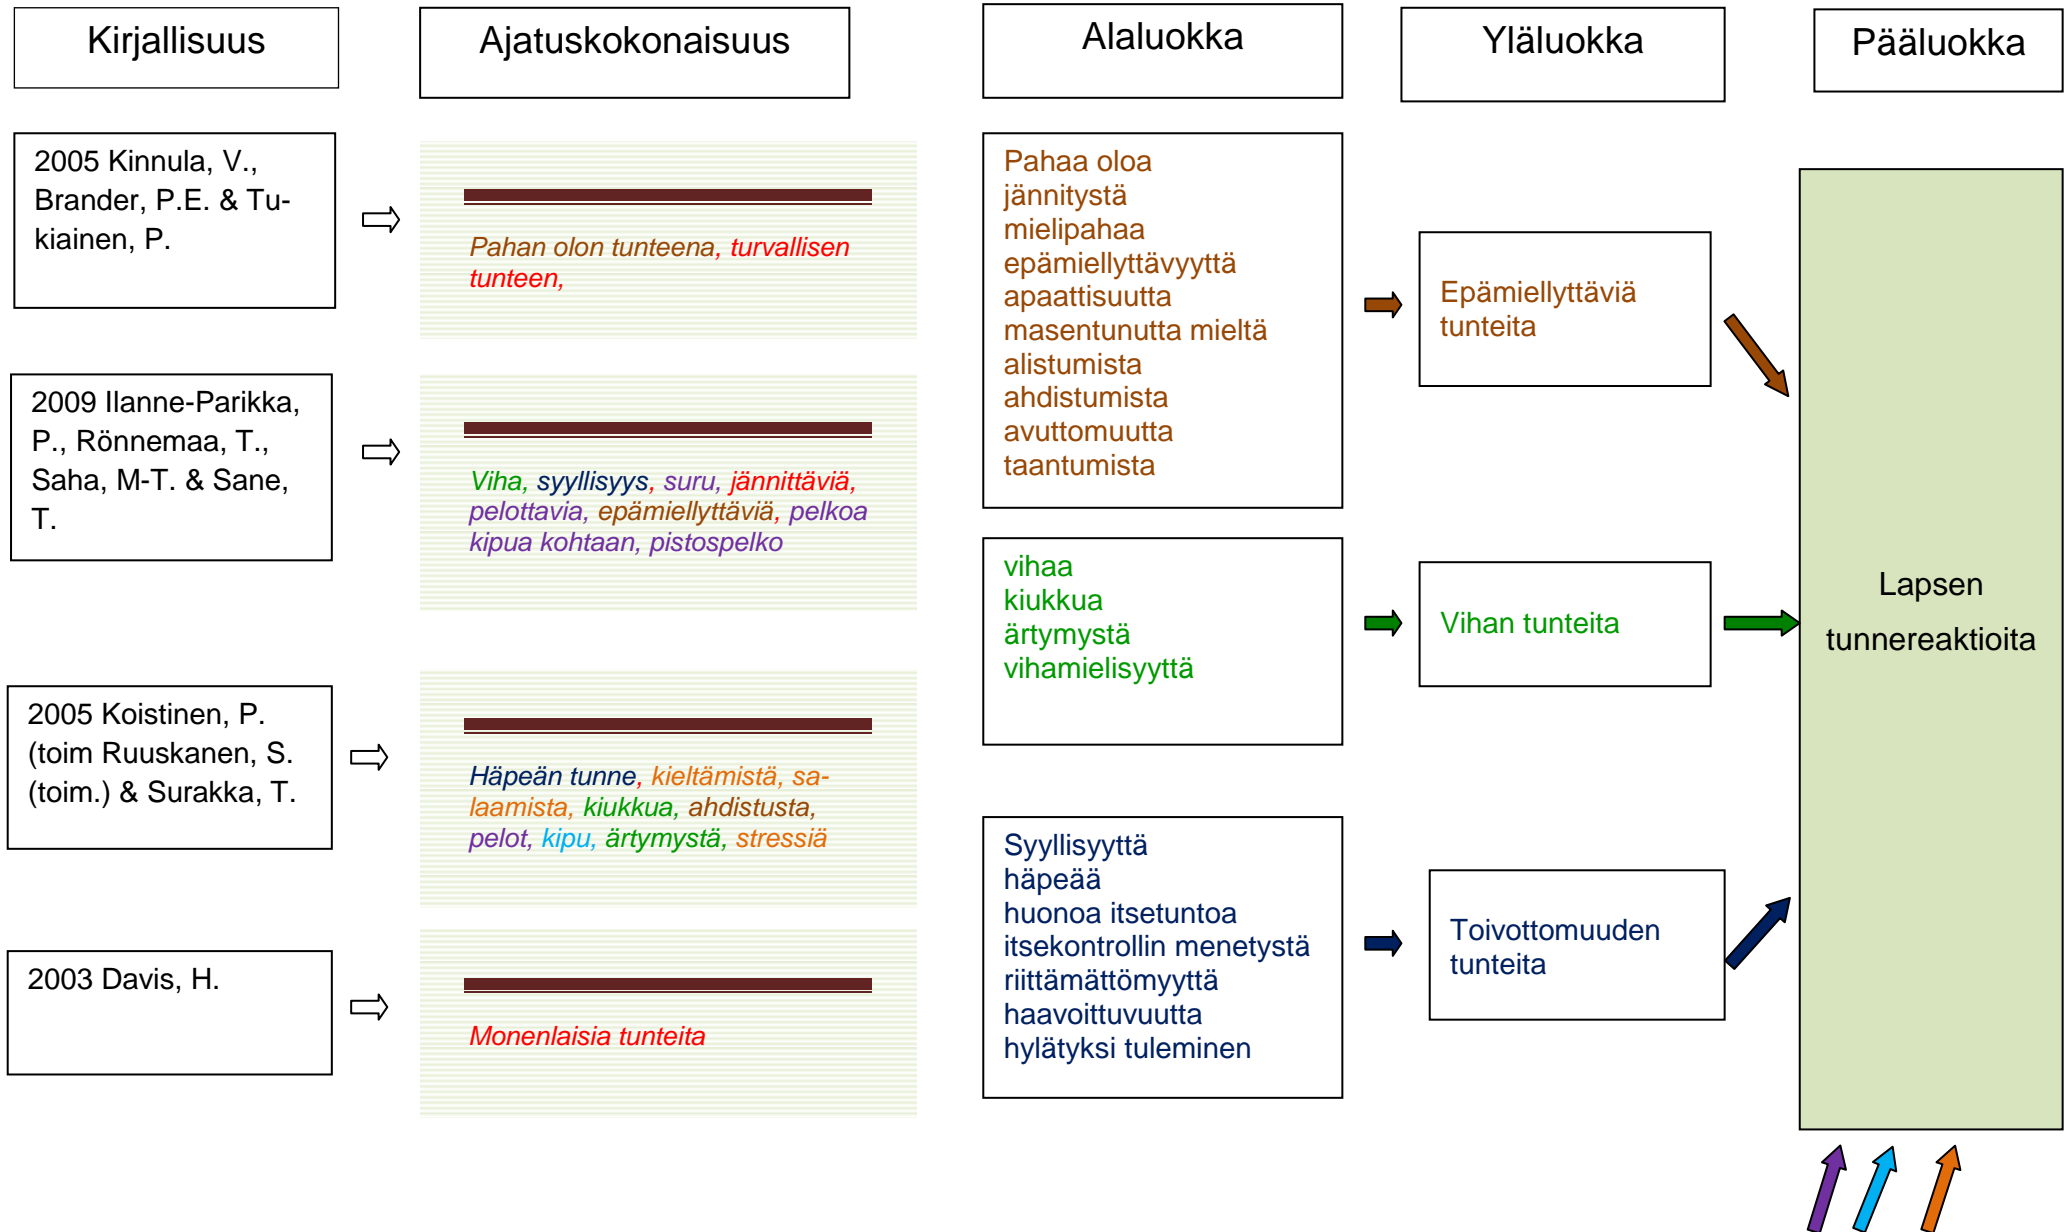 Kirjallisuus
Ajatuskokonaisuus
Alaluokka
Yläluokka
Pääluokka
2005 Kinnula, V.,
Brander, P.E. & Tu-
kiainen, P.
Pahan olon tunteena, turvallisen
tunteen,
2009 Ilanne-Parikka,
P., Rönnemaa, T.,
Saha, M-T. & Sane,
T.
Viha, syyllisyys, suru, jännittäviä,
pelottavia, epämiellyttäviä, pelkoa
kipua kohtaan, pistospelko
2005 Koistinen, P.
(toim Ruuskanen, S.
(toim.) & Surakka, T.
Häpeän tunne, kieltämistä, sa-
laamista, kiukkua, ahdistusta,
pelot, kipu, ärtymystä, stressiä
2003 Davis, H.
Monenlaisia tunteita
Pahaa oloa
jännitystä
mielipahaa
epämiellyttävyyttä
apaattisuutta
masentunutta mieltä
alistumista
ahdistumista
avuttomuutta
taantumista
Epämiellyttäviä
tunteita
vihaa
kiukkua
ärtymystä
vihamielisyyttä
Vihan tunteita
Syyllisyyttä
häpeää
huonoa itsetuntoa
itsekontrollin menetystä
riittämättömyyttä
haavoittuvuutta
hylätyksi tuleminen
Toivottomuuden
tunteita
Lapsen
tunnereaktioita